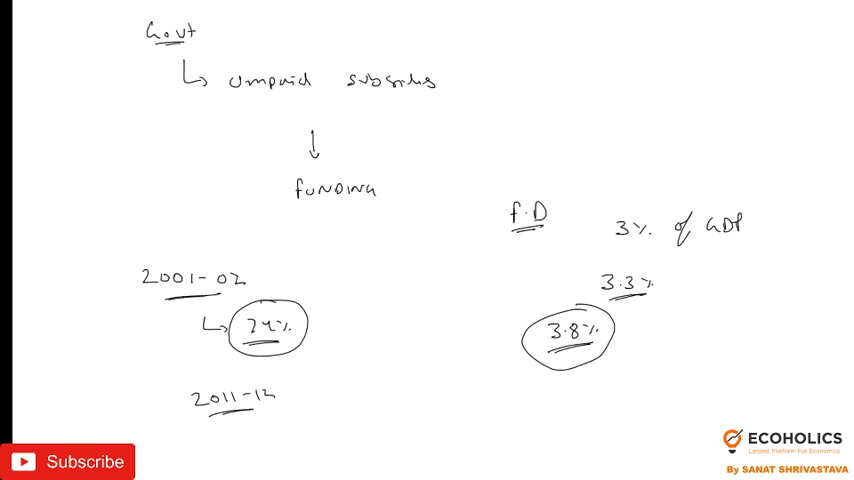 Govt
↳ unpaid subsidies
↓
FUNDING
F.D
3% of GDP
2001-02
3.3%
↳ 24%
3.8%
2011-12
Subscribe
ECOHOLICS
Largest Platform For Economics
By SANAT SHRIVASTAVA